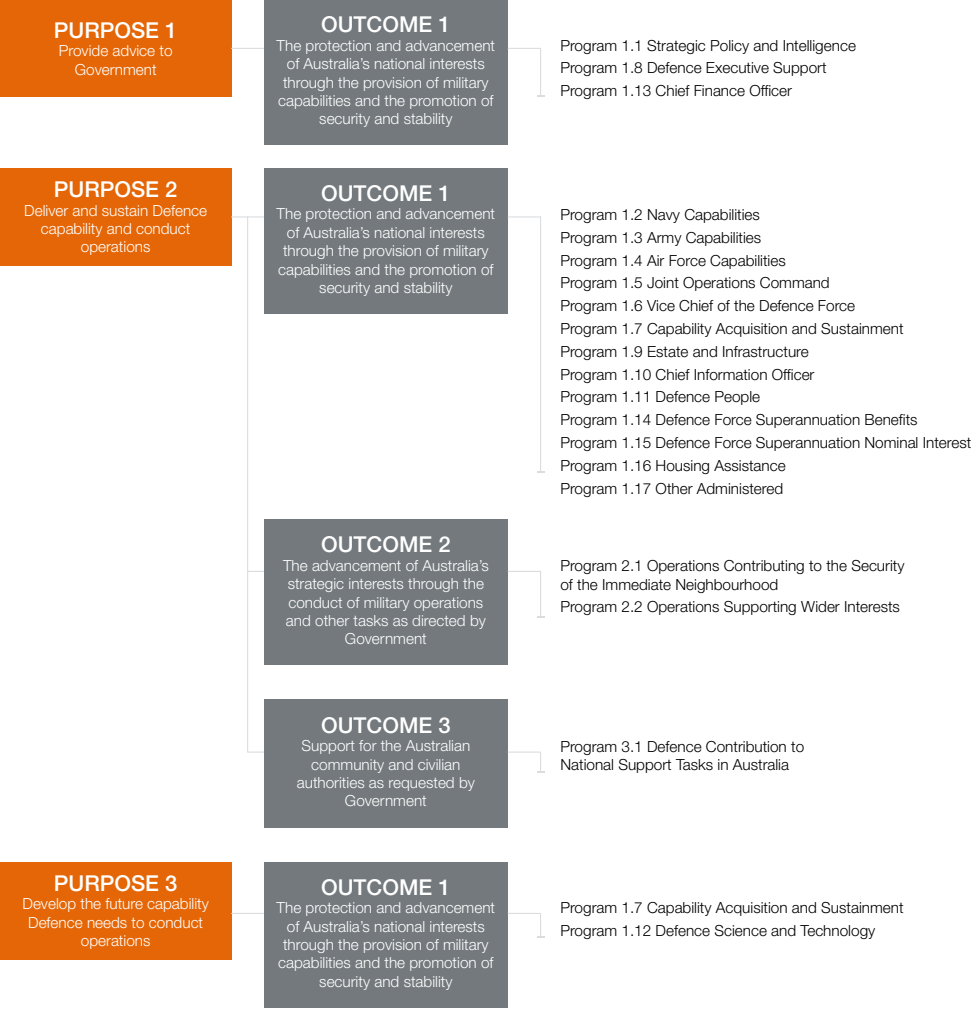 PURPOSE 1
Provide advice to
Government
OUTCOME 1
The protection and advancement
of Australia's national interests
through the provision of military
capabilities and the promotion of
security and stability
Program 1.1 Strategic Policy and Intelligence
Program 1.8 Defence Executive Support
Program 1.13 Chief Finance Officer
PURPOSE 2
Deliver and sustain Defence
capability and conduct
operations
OUTCOME 1
The protection and advancement
of Australia's national interests
through the provision of military
capabilities and the promotion of
security and stability
Program 1.2 Navy Capabilities
Program 1.3 Army Capabilities
Program 1.4 Air Force Capabilities
Program 1.5 Joint Operations Command
Program 1.6 Vice Chief of the Defence Force
Program 1.7 Capability Acquisition and Sustainment
Program 1.9 Estate and Infrastructure
Program 1.10 Chief Information Officer
Program 1.11 Defence People
Program 1.14 Defence Force Superannuation Benefits
Program 1.15 Defence Force Superannuation Nominal Interest
Program 1.16 Housing Assistance
Program 1.17 Other Administered
OUTCOME 2
The advancement of Australia's
strategic interests through the
conduct of military operations
and other tasks as directed by
Government
Program 2.1 Operations Contributing to the Security
of the Immediate Neighbourhood
Program 2.2 Operations Supporting Wider Interests
OUTCOME 3
Support for the Australian
community and civilian
authorities as requested by
Government
Program 3.1 Defence Contribution to
National Support Tasks in Australia
PURPOSE 3
Develop the future capability
Defence needs to conduct
operations
OUTCOME 1
The protection and advancement
of Australia's national interests
through the provision of military
capabilities and the promotion of
security and stability
Program 1.7 Capability Acquisition and Sustainment
Program 1.12 Defence Science and Technology